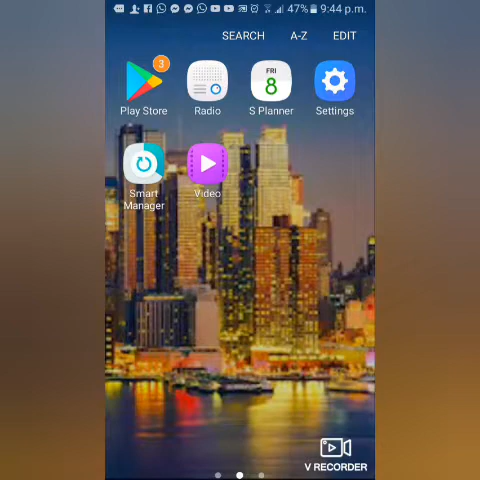 47% 9:44 p.m.
SEARCH A-Z EDIT
3
FRI
8
Play Store Radio S Planner Settings
Smart Manager Video
V RECORDER